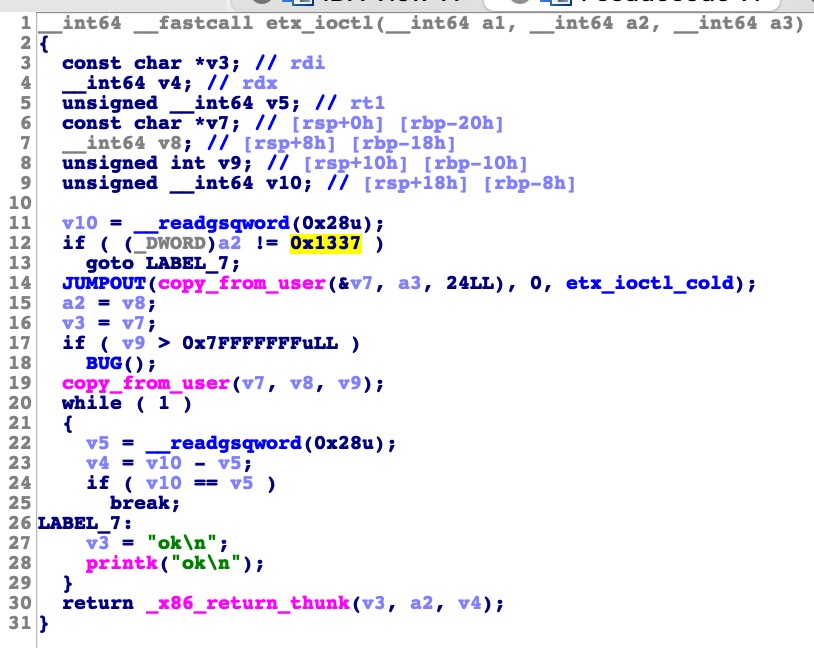 1 __int64 __fastcall etx_ioctl(__int64 a1, __int64 a2, __int64 a3)
2 {
3   const char *v3; // rdi
4   __int64 v4; // rdx
5   unsigned __int64 v5; // rt1
6   const char *v7; // [rsp+0h] [rbp-20h]
7   __int64 v8; // [rsp+8h] [rbp-18h]
8   unsigned int v9; // [rsp+10h] [rbp-10h]
9   unsigned __int64 v10; // [rsp+18h] [rbp-8h]
10
11   v10 = __readgsqword(0x28u);
12   if ( (_DWORD)a2 != 0x1337 )
13     goto LABEL_7;
14   JUMPOUT(copy_from_user(&v7, a3, 24LL), 0, etx_ioctl_cold);
15   a2 = v8;
16   v3 = v7;
17   if ( v9 > 0x7FFFFFFFuLL )
18     BUG();
19   copy_from_user(v7, v8, v9);
20   while ( 1 )
21   {
22     v5 = __readgsqword(0x28u);
23     v4 = v10 - v5;
24     if ( v10 == v5 )
25       break;
26 LABEL_7:
27     v3 = "ok\n";
28     printk("ok\n");
29   }
30   return _x86_return_thunk(v3, a2, v4);
31 }